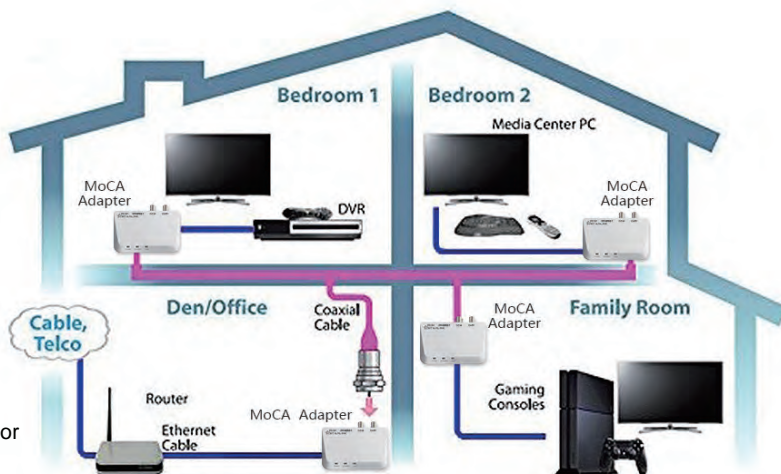 Bedroom 1
Bedroom 2
Media Center PC
MoCA
Adapter
DVR
MoCA
Adapter
Den/Office
Coaxial
Cable
MoCA
Adapter
Family Room
Cable,
Telco
Router
MoCA Adapter
Gaming
Consoles
or
Ethernet
Cable